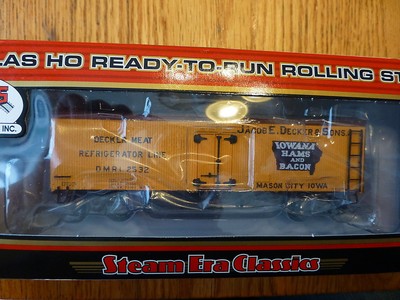 LAS HO READY-TO-RUN ROLLING ST
INC.
DECKER MEAT
REFRIGERATOR LINE
D.M.R.L. 2532
JACOB E. DECKER & SONS
IOWANA
HAMS
AND
BACON
MASON CITY IOWA
Steam Era Classics